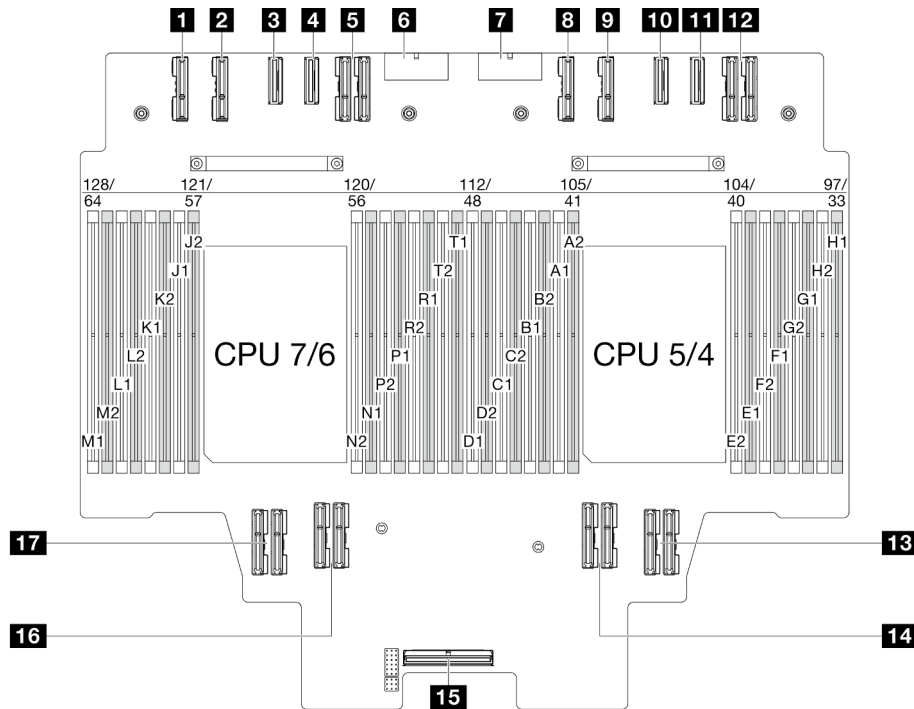 1 2 3 4 5 6 7 8 9 10 11 12
128/ 121/ 120/ 112/ 105/ 104/ 97/
64 57 56 48 41 40 33
J2 T1 A2 H1
J1 T2 A1 H2
K2 R1 B2 G1
K1 R2 B1 G2
L2 P1 C2 F1
CPU 7/6 CPU 5/4
L1 P2 C1 F2
M2 N1 D2 E1
M1 N2 D1 E2
17 13
16 14
15